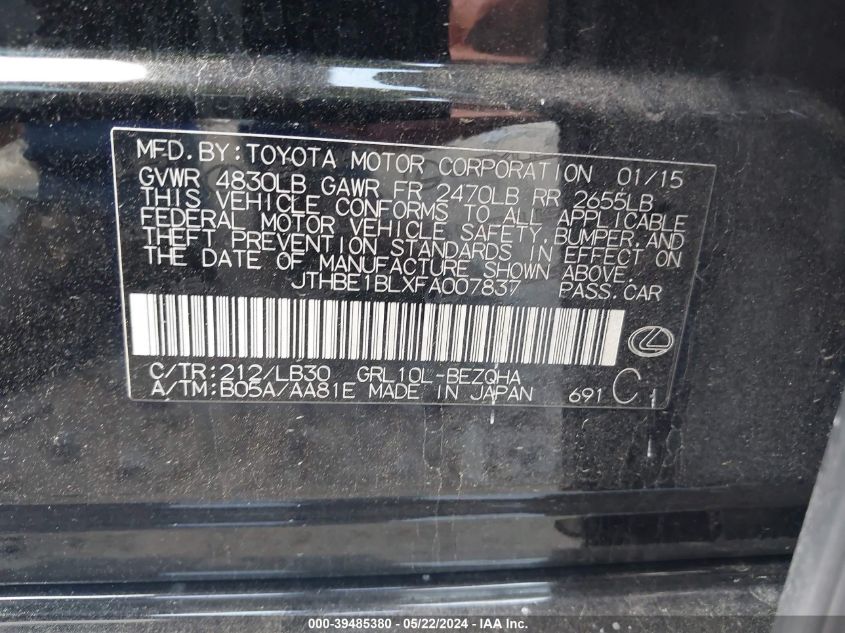 MFD.BY:TOYOTA MOTOR CORPORATION 01/15
GVWR 4830LB GAWR FR 2470LB RR 2655LB
THIS VEHICLE CONFORMS TO ALL APPLICABLE
FEDERAL MOTOR VEHICLE SAFETY,BUMPER,AND
THEFT PREVENTION STANDARDS IN EFFECT ON
THE DATE OF MANUFACTURE SHOWN ABOVE.
JTHBE1BLXFA007837 PASS.CAR
C/TR:212/LB30 GRL10L-BEZQHA
A/TM:B05A/AA81E MADE IN JAPAN 691 C 1
000-39485380 - 05/22/2024 - IAA Inc.